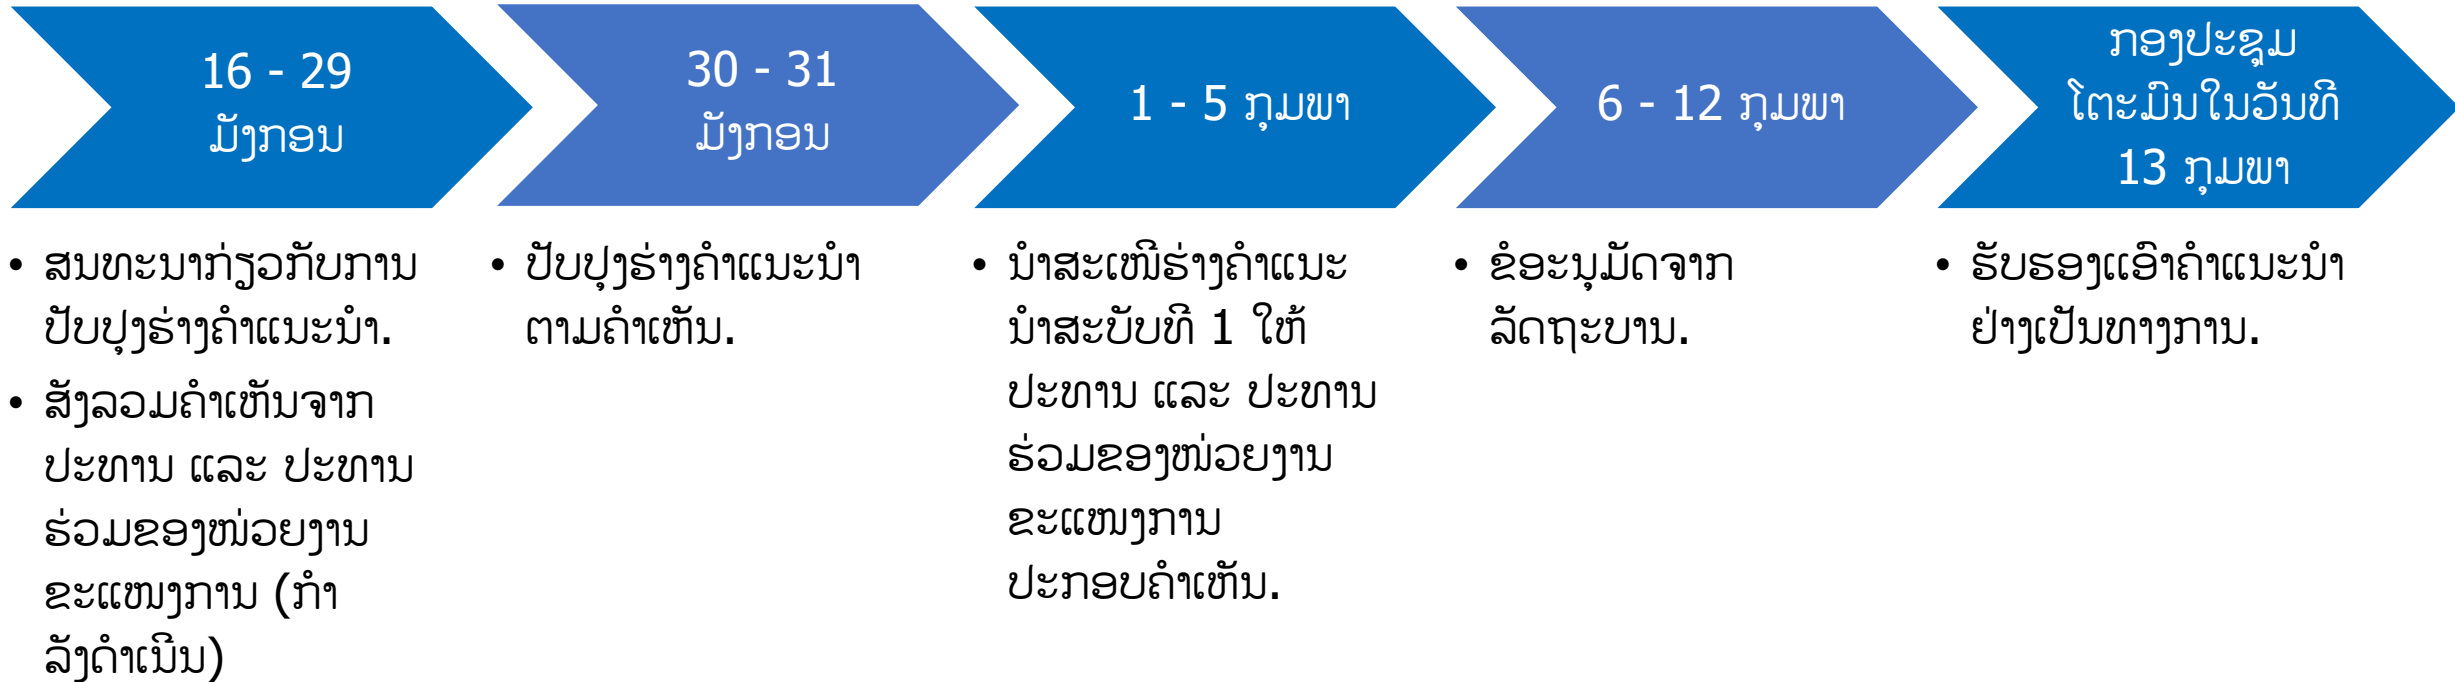 16 - 29
ມັງກອນ
30 - 31
ມັງກອນ
1 - 5 ກຸມພາ
6 - 12 ກຸມພາ
ກອງປະຊຸມ
ໂຕະມົນໃນວັນທີ
13 ກຸມພາ
• ສົນທະນາກ່ຽວກັບການ
ປັບປຸງຮ່າງຄໍາແນະນໍາ.
• ສັງລວມຄໍາເຫັນຈາກ
ປະທານ ແລະ ປະທານ
ຮ່ວມຂອງໜ່ວຍງານ
ຂະແໜງການ (ກໍາ
ລັງດໍາເນີນ)
• ປັບປຸງຮ່າງຄໍາແນະນໍາ
ຕາມຄໍາເຫັນ.
• ນໍາສະເໜີຮ່າງຄໍາແນະ
ນໍາສະບັບທີ 1 ໃຫ້
ປະທານ ແລະ ປະທານ
ຮ່ວມຂອງໜ່ວຍງານ
ຂະແໜງການ
ປະກອບຄໍາເຫັນ.
• ຂໍອະນຸມັດຈາກ
ລັດຖະບານ.
• ຮັບຮອງແອົາຄໍາແນະນໍາ
ຢ່າງເປັນທາງການ.